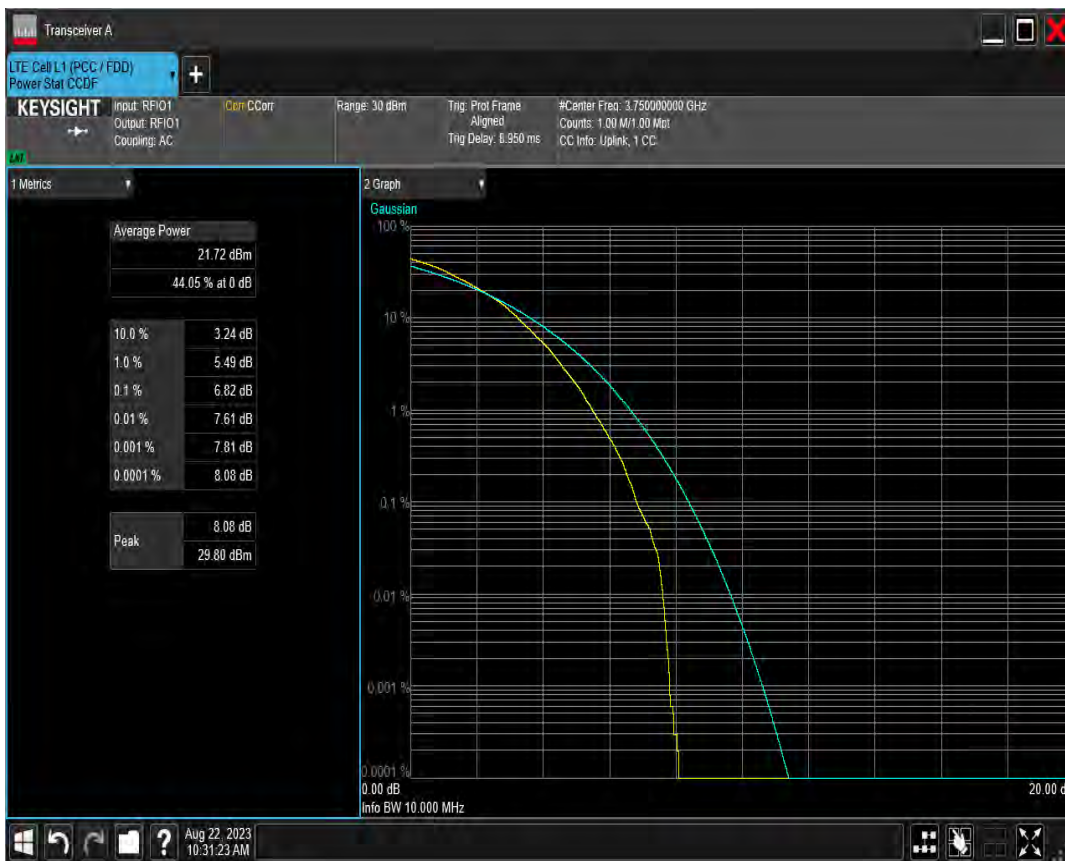 Transceiver A
LTE Cell L1 (PCC / FDD)
Power Stat CCDF
+
KEYSIGHT
Input: RFIO1
Output: RFIO1
Coupling: AC
Corr CCorr
Range: 30 dBm
Trig: Prot Frame
Aligned
Trig Delay: 8.950 ms
#Center Freq: 3.750000000 GHz
Counts: 1.00 M/1.00 Mpt
CC Info: Uplink, 1 CC
1 Metrics
Average Power
21.72 dBm
44.05 % at 0 dB
10.0 % 3.24 dB
1.0 % 5.49 dB
0.1 % 6.82 dB
0.01 % 7.61 dB
0.001 % 7.81 dB
0.0001 % 8.08 dB
Peak
8.08 dB
29.80 dBm
2 Graph
Gaussian
100 %
10 %
1 %
0.1 %
0.01 %
0.001 %
0.0001 %
0.00 dB 20.00 d
Info BW 10.000 MHz
?
Aug 22, 2023
10:31:23 AM